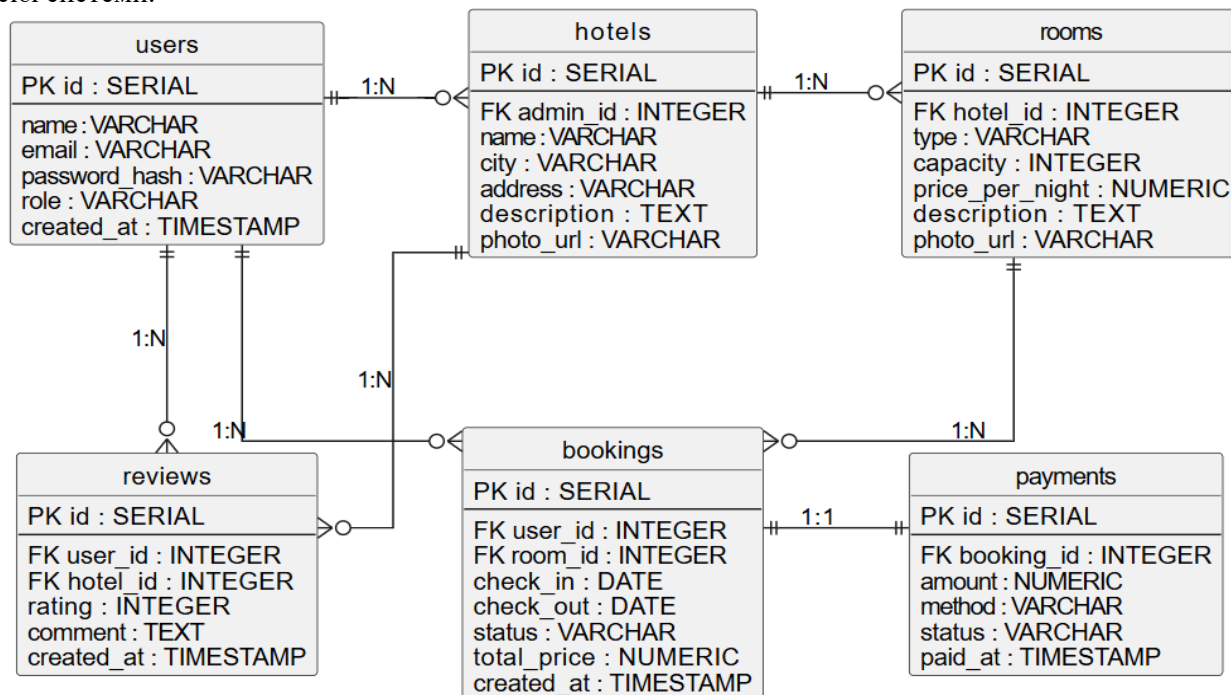 users
PK id : SERIAL
name : VARCHAR
email : VARCHAR
password_hash : VARCHAR
role : VARCHAR
created_at : TIMESTAMP
1:N
hotels
PK id : SERIAL
FK admin_id : INTEGER
name : VARCHAR
city : VARCHAR
address : VARCHAR
description : TEXT
photo_url : VARCHAR
1:N
rooms
PK id : SERIAL
FK hotel_id : INTEGER
type : VARCHAR
capacity : INTEGER
price_per_night : NUMERIC
description : TEXT
photo_url : VARCHAR
1:N
1:N
1:N
1:N
reviews
PK id : SERIAL
FK user_id : INTEGER
FK hotel_id : INTEGER
rating : INTEGER
comment : TEXT
created_at : TIMESTAMP
bookings
PK id : SERIAL
FK user_id : INTEGER
FK room_id : INTEGER
check_in : DATE
check_out : DATE
status : VARCHAR
total_price : NUMERIC
created_at : TIMESTAMP
1:1
payments
PK id : SERIAL
FK booking_id : INTEGER
amount : NUMERIC
method : VARCHAR
status : VARCHAR
paid_at : TIMESTAMP